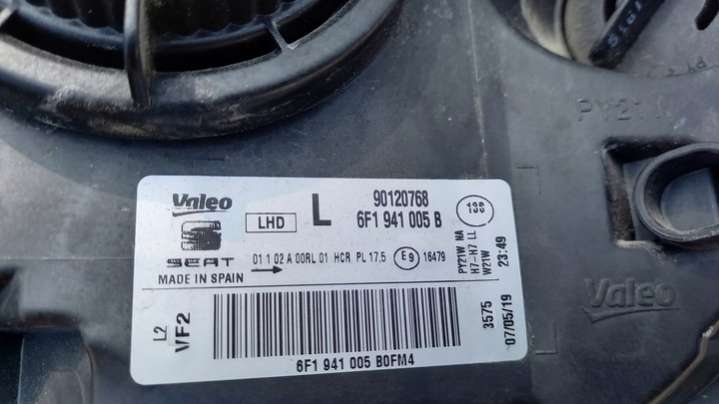 Valeo
LHD
L
90120768
6F1 941 005 B
SEAT
01 1 02 A 00RL 01 HCR PL 17,5
E9
16479
MADE IN SPAIN
PY21W NA
H7-H7 LL
W21W
23:49
3575
07/05/19
L2
VF2
6F1 941 005 B0FM4
Valeo